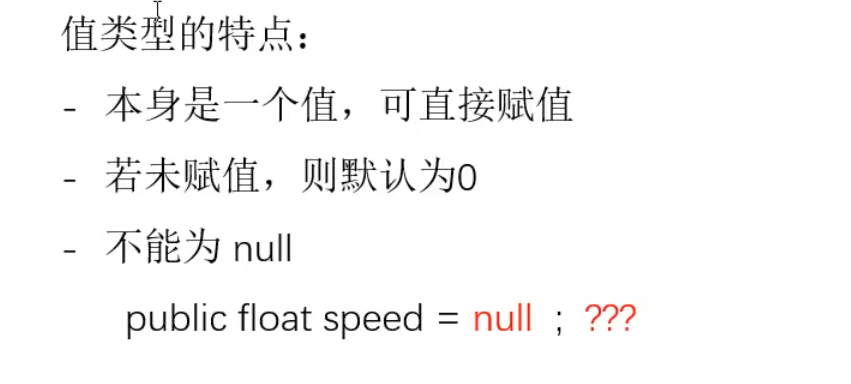 值类型的特点：
- 本身是一个值，可直接赋值
- 若未赋值，则默认为0
- 不能为 null
public float speed = null ; ???